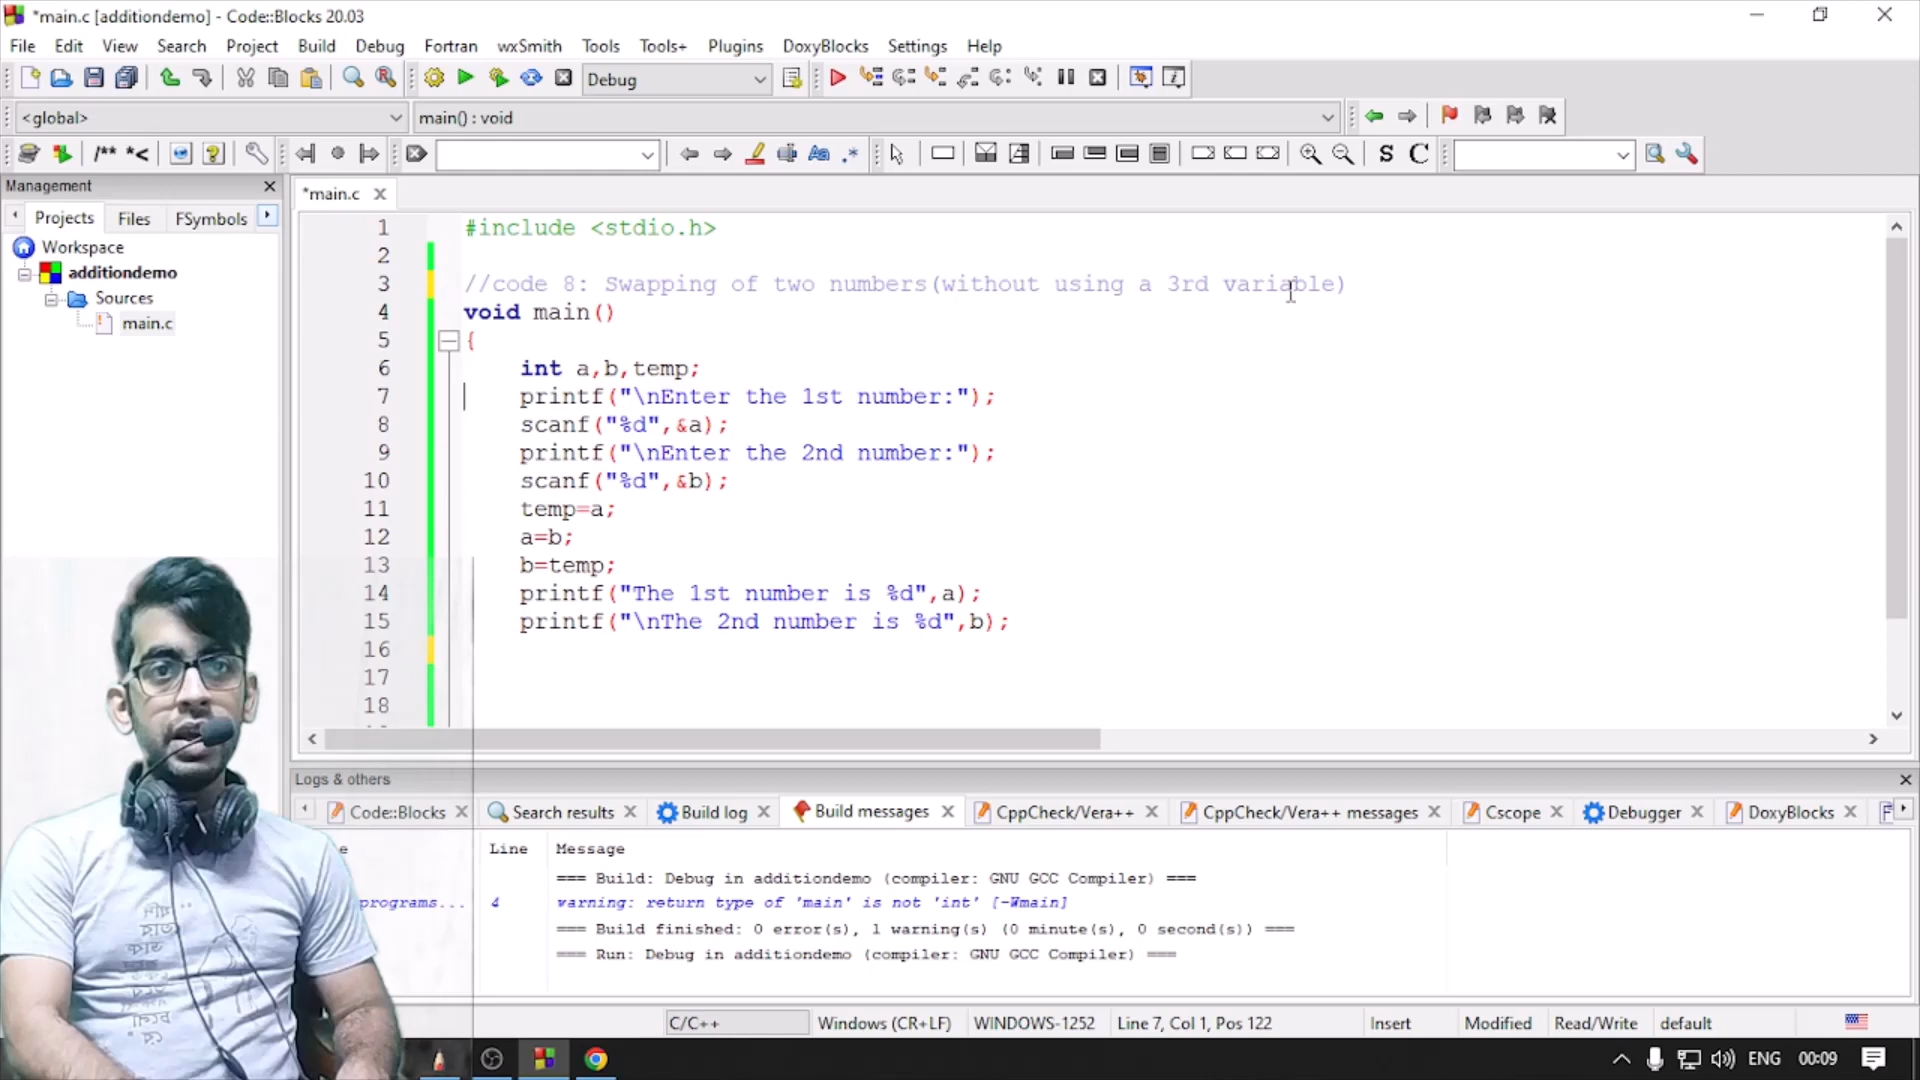 *main.c [additiondemo] - Code::Blocks 20.03
File Edit View Search Project Build Debug Fortran wxSmith Tools Tools+ Plugins DoxyBlocks Settings Help
Debug
<global> main() : void
/** *< Aa .* S C
Management
*main.c
Projects Files FSymbols
Workspace
additiondemo
Sources
main.c
1 #include <stdio.h>
2
3 //code 8: Swapping of two numbers(without using a 3rd variable)
4 void main()
5 {
6 int a,b,temp;
7 printf("\nEnter the 1st number:");
8 scanf("%d",&a);
9 printf("\nEnter the 2nd number:");
10 scanf("%d",&b);
11 temp=a;
12 a=b;
13 b=temp;
14 printf("The 1st number is %d",a);
15 printf("\nThe 2nd number is %d",b);
16
17
18
Logs & others
Code::Blocks Search results Build log Build messages CppCheck/Vera++ CppCheck/Vera++ messages Cscope Debugger DoxyBlocks F
e Line Message
=== Build: Debug in additiondemo (compiler: GNU GCC Compiler) ===
programs... 4 warning: return type of 'main' is not 'int' [-Wmain]
=== Build finished: 0 error(s), 1 warning(s) (0 minute(s), 0 second(s)) ===
=== Run: Debug in additiondemo (compiler: GNU GCC Compiler) ===
C/C++ Windows (CR+LF) WINDOWS-1252 Line 7, Col 1, Pos 122 Insert Modified Read/Write default
ENG 00:09